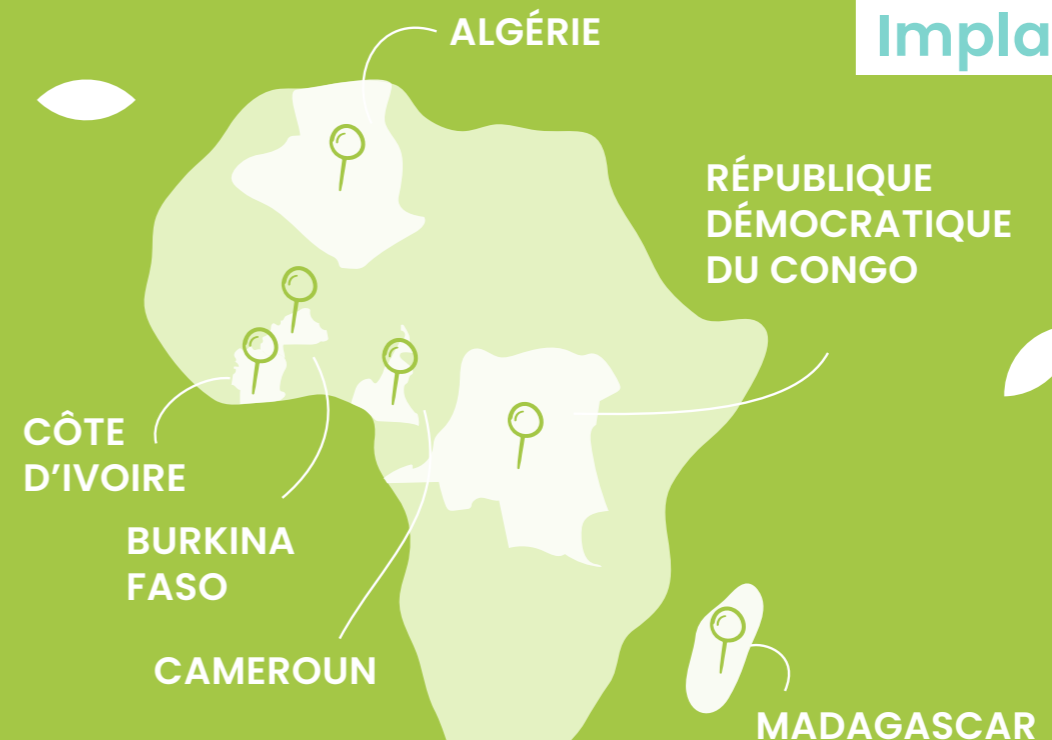 ALGÉRIE
Impla
RÉPUBLIQUE
DÉMOCRATIQUE
DU CONGO
CÔTE
D’IVOIRE
BURKINA
FASO
CAMEROUN
MADAGASCAR